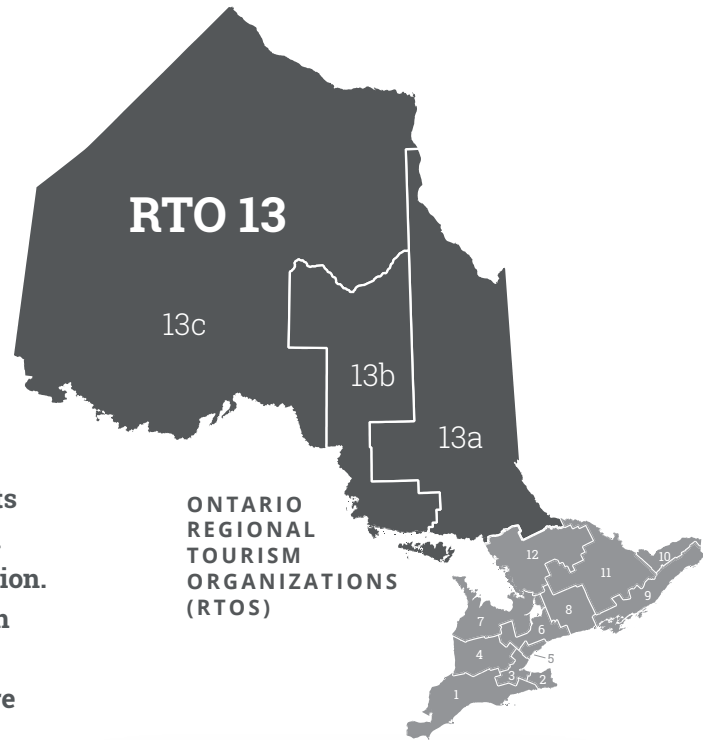 RTO 13
13c
13b
13a
ion.
ONTARIO
REGIONAL
TOURISM
ORGANIZATIONS
(RTOS)
12
11
10
9
8
7
6
5
4
3
2
1